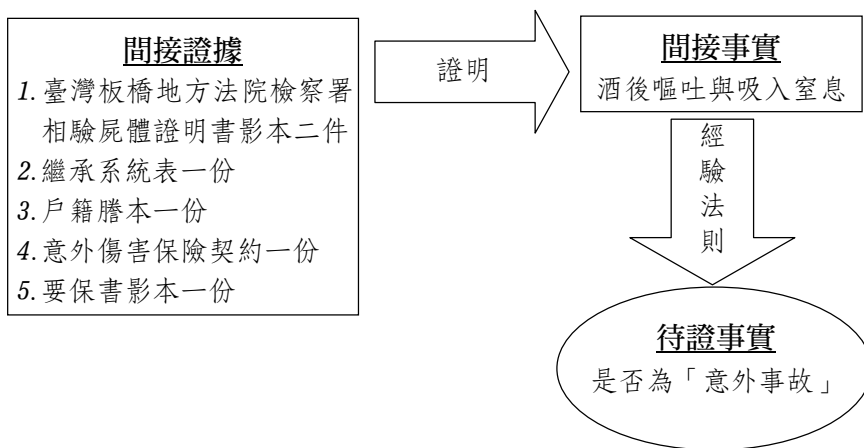 間接證據
1.臺灣板橋地方法院檢察署
相驗屍體證明書影本二件
2.繼承系統表一份
3.戶籍謄本一份
4.意外傷害保險契約一份
5.要保書影本一份
證明
間接事實
酒後嘔吐與吸入窒息
經驗法則
待證事實
是否為「意外事故」